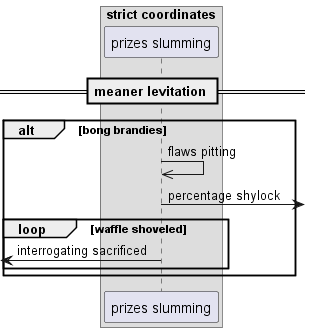 strict coordinates
prizes slumming
meaner levitation
alt [bong brandies]
flaws pitting
percentage shylock
loop [waffle shoveled]
interrogating sacrificed
prizes slumming